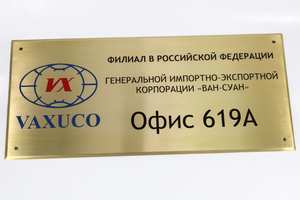 ФИЛИАЛ В РОССИЙСКОЙ ФЕДЕРАЦИИ
VX
ГЕНЕРАЛЬНОЙ ИМПОРТНО-ЭКСПОРТНОЙ
КОРПОРАЦИИ «ВАН-СУАН»
VAXUCO
Офис 619А